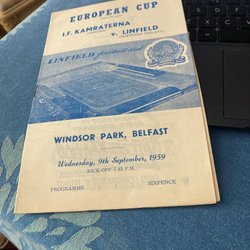 EUROPEAN CUP
I.F. KAMRATERNA
v. LINFIELD
LINFIELD football club
WINDSOR PARK, BELFAST
Wednesday, 9th September, 1959
KICK OFF 7-45 P.M.
PROGRAMME SIXPENCE